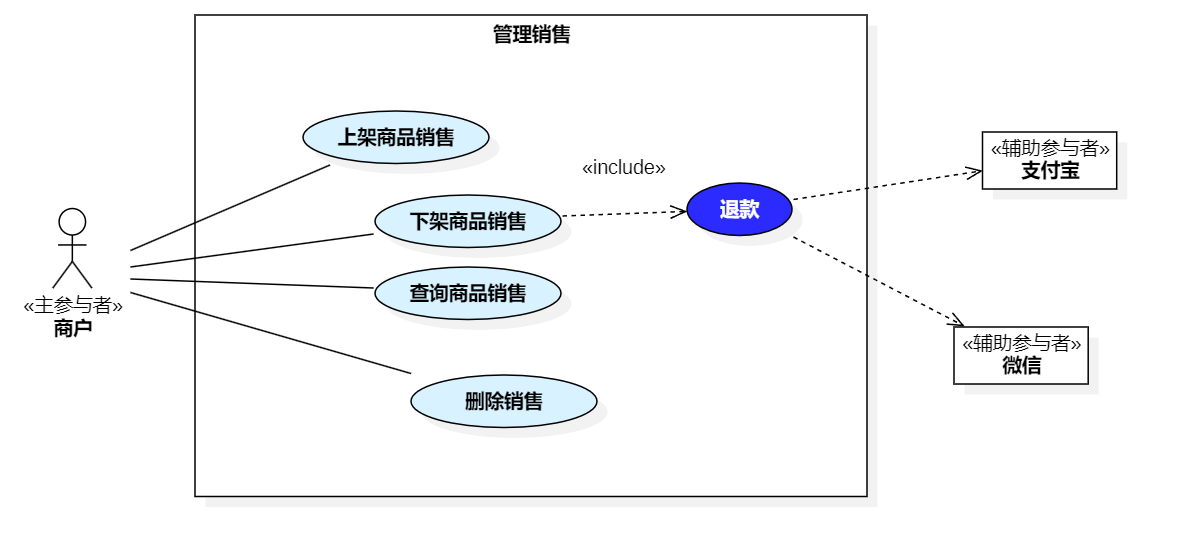 管理销售
上架商品销售
«include»
«辅助参与者»
支付宝
下架商品销售
退款
查询商品销售
«主参与者»
商户
«辅助参与者»
微信
删除销售